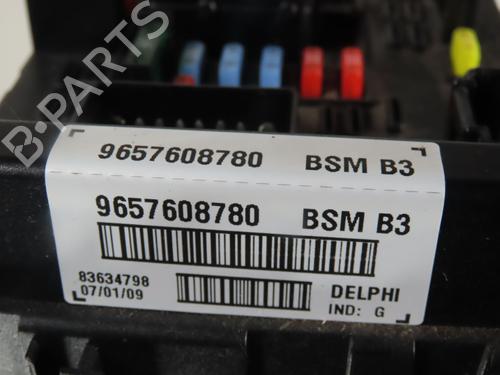 B-PARTS
9657608780 BSM B3
9657608780 BSM B3
83634798 DELPHI
07/01/09 IND: G